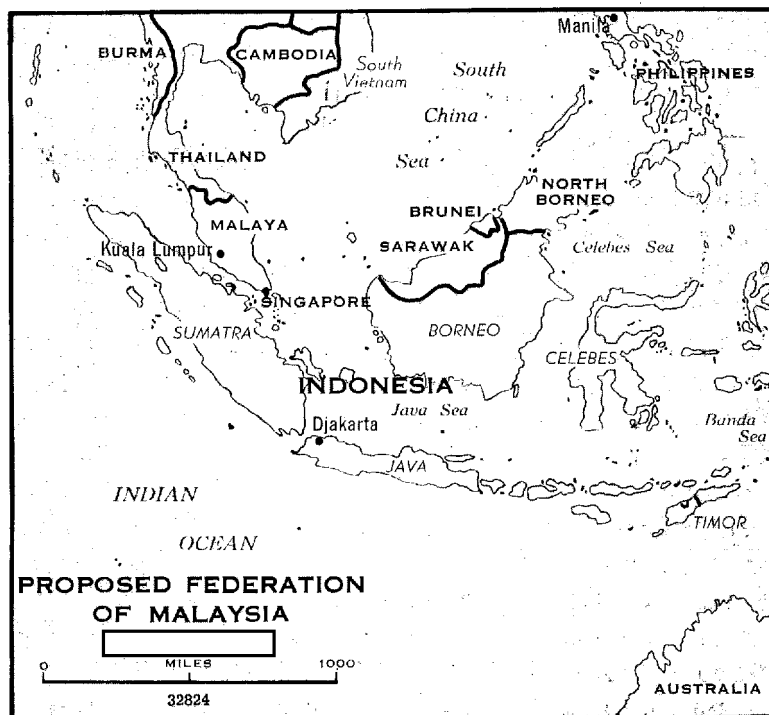 Manila
BURMA
CAMBODIA
South
Vietnam
South
China
Sea
PHILIPPINES
THAILAND
NORTH
BORNEO
BRUNEI
MALAYA
SARAWAK
Celebes Sea
Kuala Lumpur
SINGAPORE
SUMATRA
BORNEO
CELEBES
INDONESIA
Java Sea
Djakarta
Banda
Sea
JAVA
INDIAN
OCEAN
TIMOR
PROPOSED FEDERATION
OF MALAYSIA
MILES
0 1000
32824
AUSTRALIA